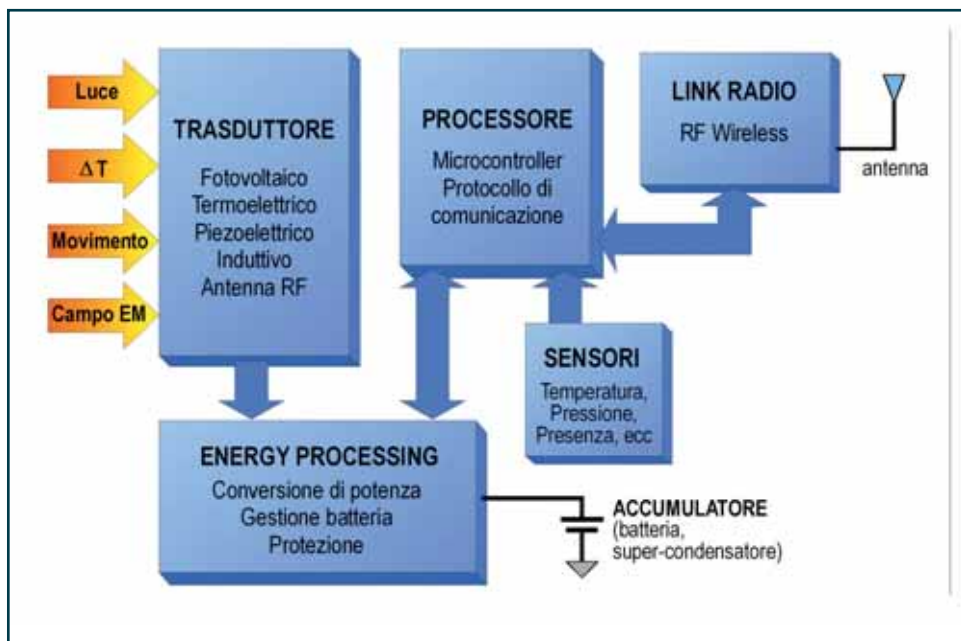 Luce
ΔT
Movimento
Campo EM
TRASDUTTORE
Fotovoltaico
Termoelettrico
Piezoelettrico
Induttivo
Antenna RF
PROCESSORE
Microcontroller
Protocollo di
comunicazione
LINK RADIO
RF Wireless
antenna
SENSORI
Temperatura,
Pressione,
Presenza, ecc
ENERGY PROCESSING
Conversione di potenza
Gestione batteria
Protezione
ACCUMULATORE
(batteria,
super-condensatore)